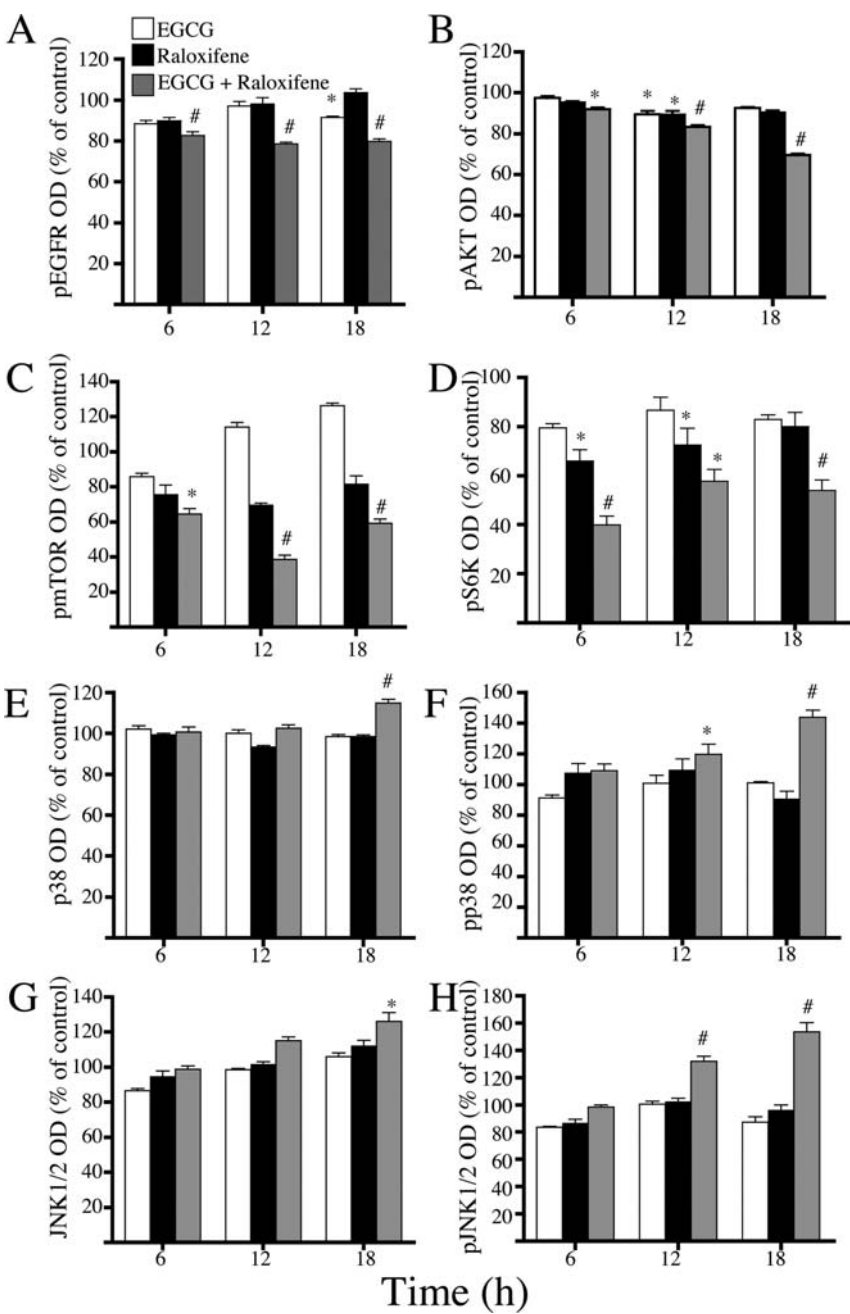 A
EGCG
Raloxifene
EGCG + Raloxifene
pEGFR OD (% of control)
120
100
80
60
40
20
* # # #
6 12 18
B
pAKT OD (% of control)
120
100
80
60
40
20
* * * # #
6 12 18
C
pmTOR OD (% of control)
140
120
100
80
60
40
20
* # #
6 12 18
D
pS6K OD (% of control)
100
80
60
40
20
* # * * #
6 12 18
E
p38 OD (% of control)
120
100
80
60
40
20
#
6 12 18
F
pp38 OD (% of control)
160
140
120
100
80
60
40
20
* #
6 12 18
G
JNK1/2 OD (% of control)
140
120
100
80
60
40
20
*
6 12 18
H
pJNK1/2 OD (% of control)
180
160
140
120
100
80
60
40
20
# #
6 12 18
Time (h)